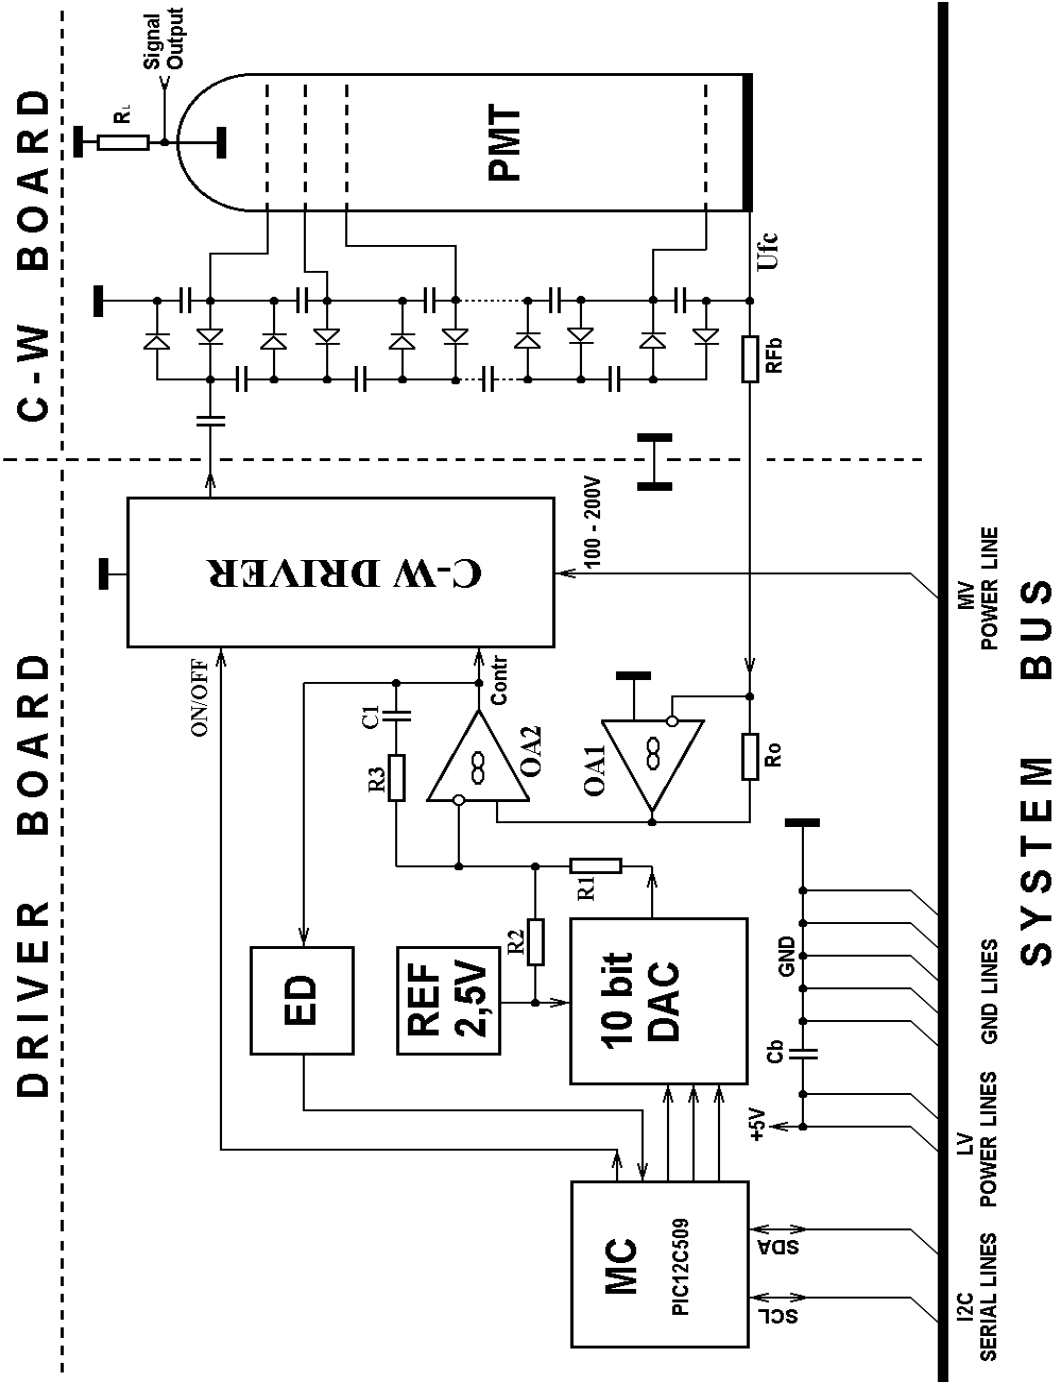 C-W BOARD
DRIVER BOARD
Signal
Output
RL
PMT
Ufc
RFb
C-W DRIVER
100 - 200V
MV
POWER LINE
ON/OFF
Contr
C1
R3
8
OA2
OA1
8
Ro
R1
R2
ED
REF
2,5V
10 bit
DAC
GND
GND LINES
Cb
+5V
LV
POWER LINES
MC
PIC12C509
SDA
SCL
I2C
SERIAL LINES
SYSTEM BUS